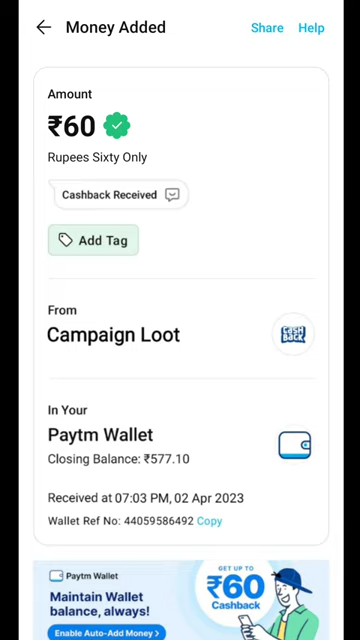 Money Added
Share Help
Amount
₹60
Rupees Sixty Only
Cashback Received
Add Tag
From
Campaign Loot
CASH
BACK
In Your
Paytm Wallet
Closing Balance: ₹577.10
Received at 07:03 PM, 02 Apr 2023
Wallet Ref No: 44059586492 Copy
Paytm Wallet
Maintain Wallet
balance, always!
Enable Auto-Add Money >
GET UP TO
₹60
Cashback